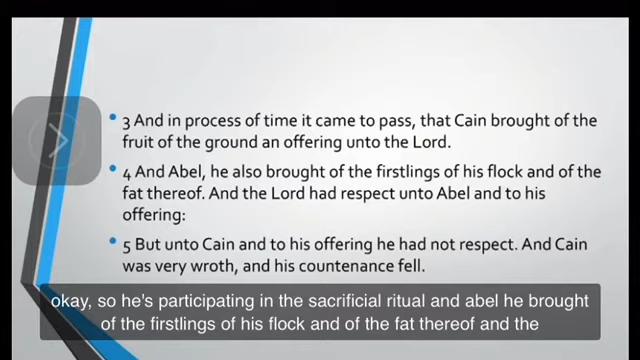 3 And in process of time it came to pass, that Cain brought of the
fruit of the ground an offering unto the Lord.
4 And Abel, he also brought of the firstlings of his flock and of the
fat thereof. And the Lord had respect unto Abel and to his
offering:
5 But unto Cain and to his offering he had not respect. And Cain
was very wroth, and his countenance fell.
okay, so he's participating in the sacrificial ritual and abel he brought
of the firstlings of his flock and of the fat thereof and the